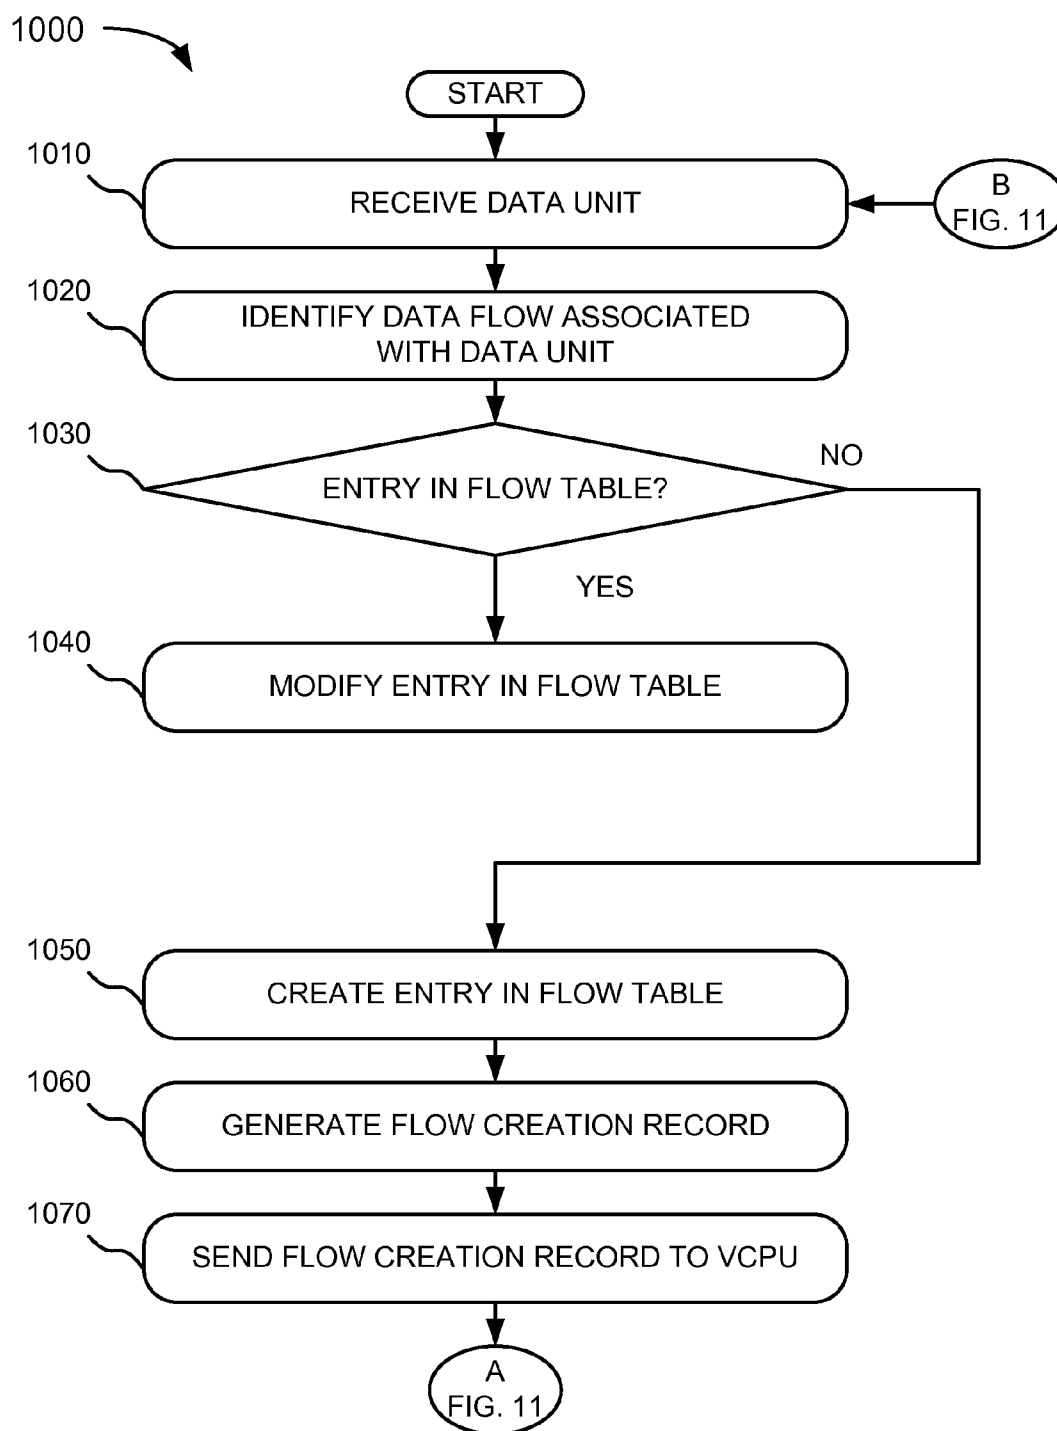 1000
START
1010
RECEIVE DATA UNIT
B
FIG. 11
1020
IDENTIFY DATA FLOW ASSOCIATED
WITH DATA UNIT
1030
ENTRY IN FLOW TABLE?
NO
YES
1040
MODIFY ENTRY IN FLOW TABLE
1050
CREATE ENTRY IN FLOW TABLE
1060
GENERATE FLOW CREATION RECORD
1070
SEND FLOW CREATION RECORD TO VCPU
A
FIG. 11